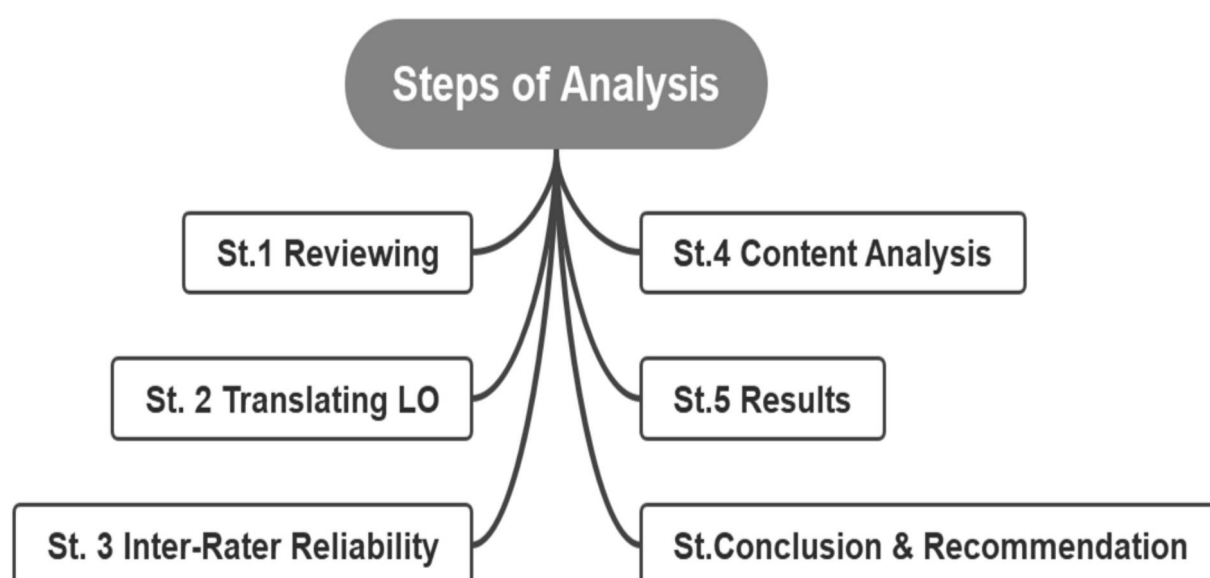 Steps of Analysis
St.1 Reviewing
St. 2 Translating LO
St. 3 Inter-Rater Reliability
St.4 Content Analysis
St.5 Results
St.Conclusion & Recommendation